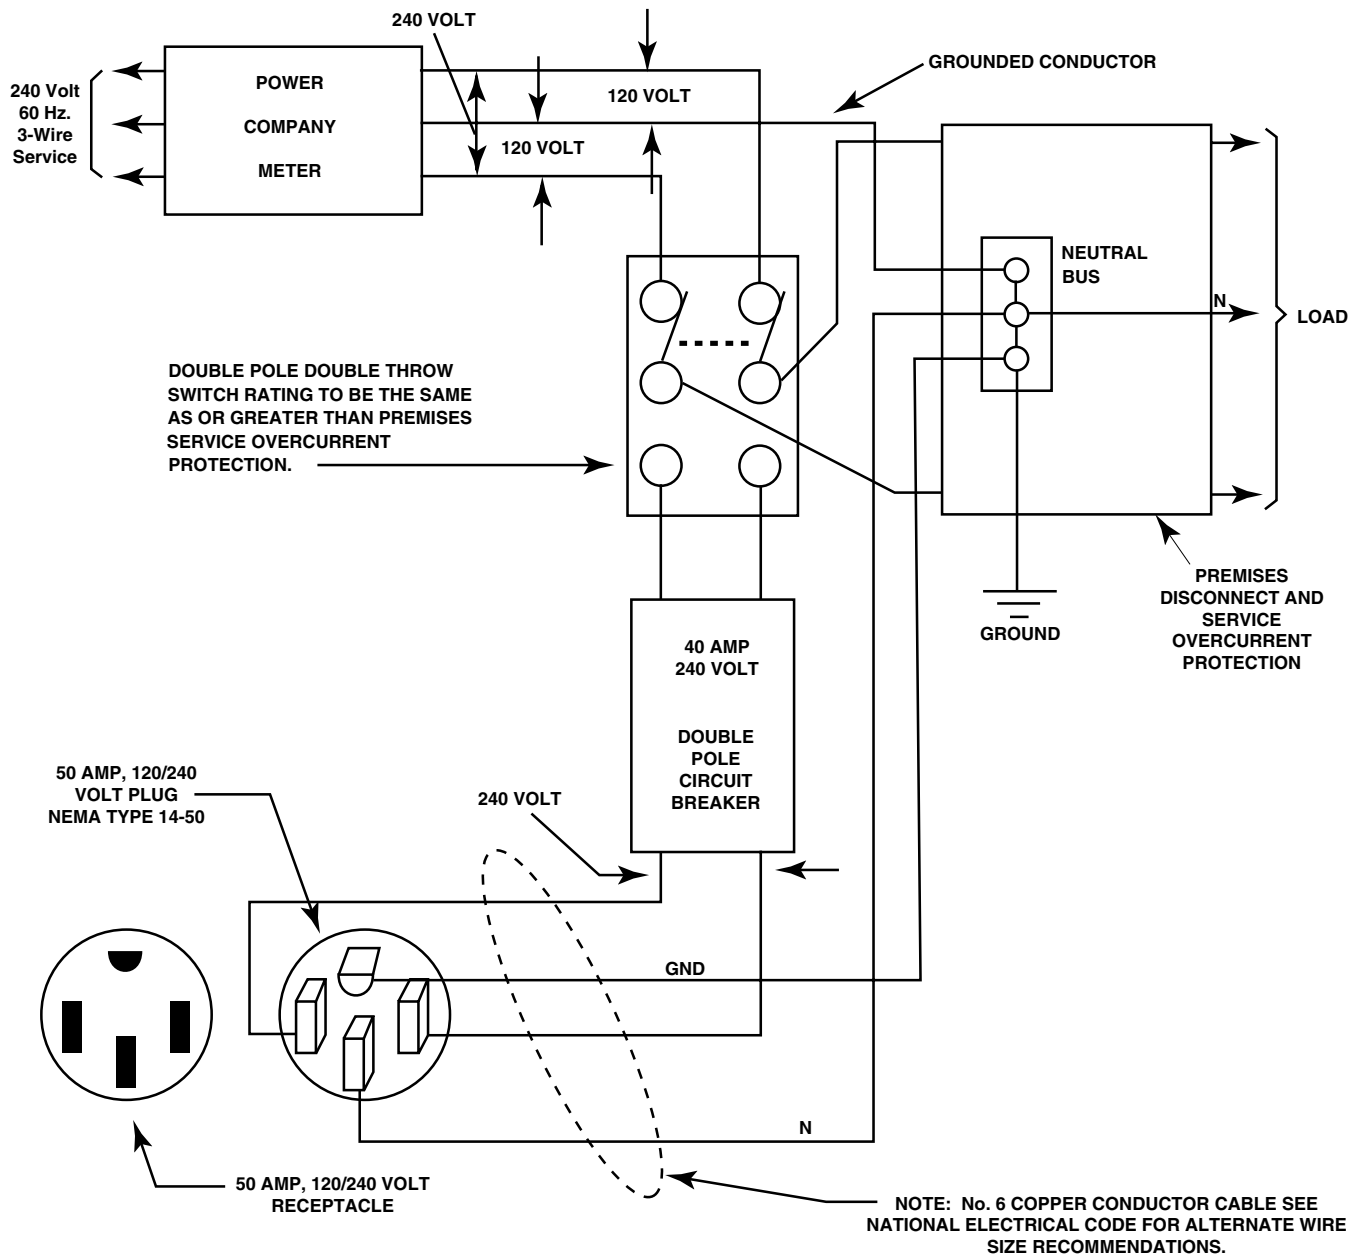 240 VOLT
GROUNDED CONDUCTOR
240 Volt
60 Hz.
3-Wire
Service
POWER
COMPANY
METER
120 VOLT
120 VOLT
NEUTRAL
BUS
N
LOAD
DOUBLE POLE DOUBLE THROW
SWITCH RATING TO BE THE SAME
AS OR GREATER THAN PREMISES
SERVICE OVERCURRENT
PROTECTION.
GROUND
PREMISES
DISCONNECT AND
SERVICE
OVERCURRENT
PROTECTION
40 AMP
240 VOLT
DOUBLE
POLE
CIRCUIT
BREAKER
50 AMP, 120/240
VOLT PLUG
NEMA TYPE 14-50
240 VOLT
GND
N
50 AMP, 120/240 VOLT
RECEPTACLE
NOTE: No. 6 COPPER CONDUCTOR CABLE SEE
NATIONAL ELECTRICAL CODE FOR ALTERNATE WIRE
SIZE RECOMMENDATIONS.